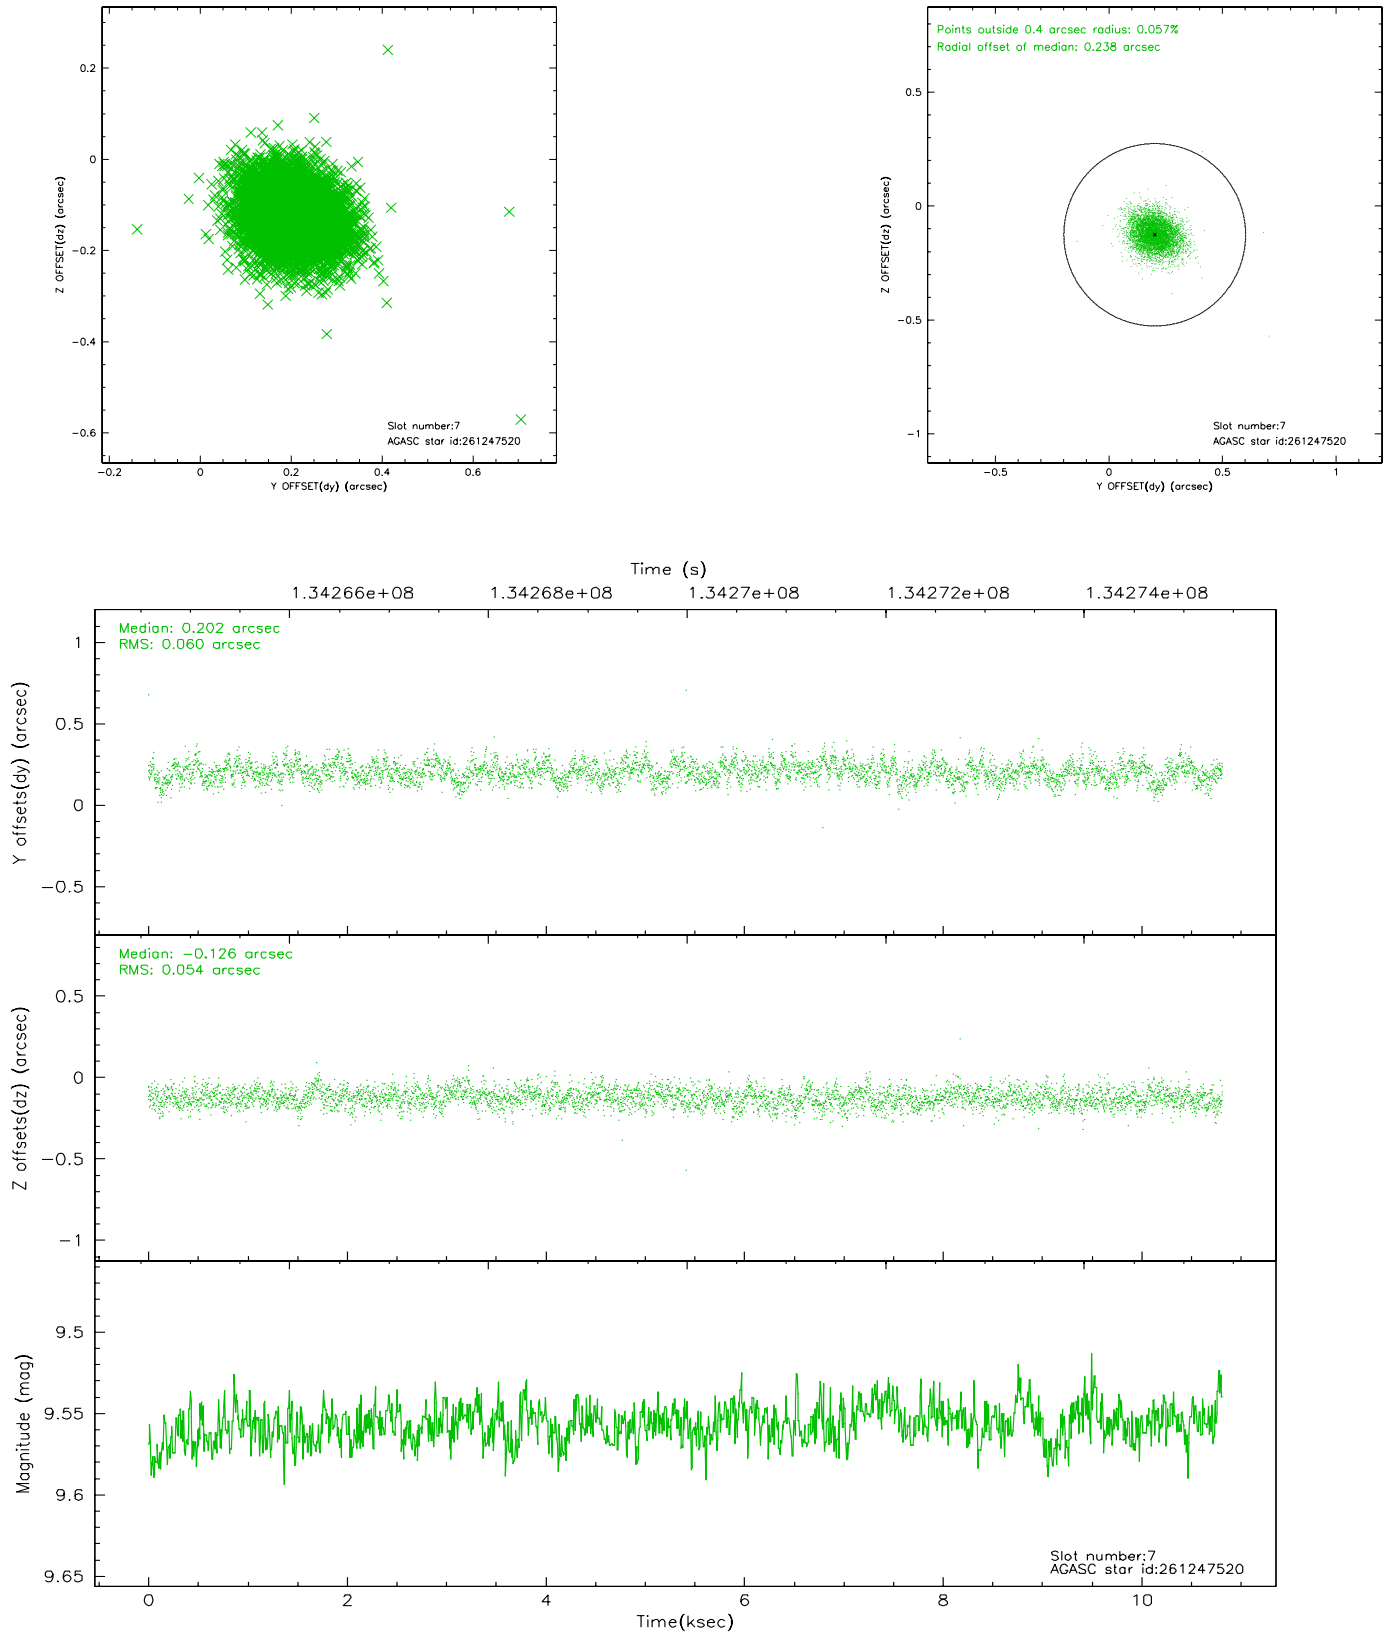 0.2
0
−0.2
−0.4
−0.6
Z OFFSET(dz) (arcsec)
Slot number:7
AGASC star id:261247520
−0.2 0 0.2 0.4 0.6
Y OFFSET(dy) (arcsec)
Points outside 0.4 arcsec radius: 0.057%
Radial offset of median: 0.238 arcsec
0.5
0
−0.5
−1
Z OFFSET(dz) (arcsec)
Slot number:7
AGASC star id:261247520
−0.5 0 0.5 1
Y OFFSET(dy) (arcsec)
Time (s)
1.34266e+08 1.34268e+08 1.3427e+08 1.34272e+08 1.34274e+08
Median: 0.202 arcsec
RMS: 0.060 arcsec
1
0.5
0
−0.5
Y offsets(dy) (arcsec)
Median: −0.126 arcsec
RMS: 0.054 arcsec
0.5
0
−0.5
−1
Z offsets(dz) (arcsec)
9.5
9.55
9.6
9.65
Magnitude (mag)
Slot number:7
AGASC star id:261247520
0 2 4 6 8 10
Time(ksec)